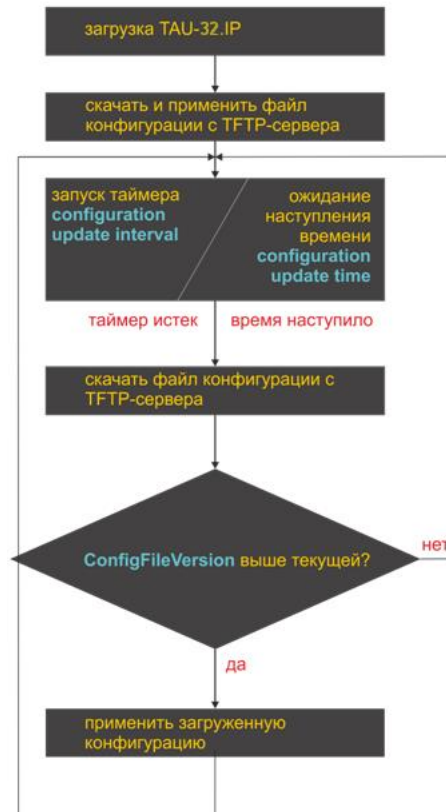 загрузка TAU-32.IP
скачать и применить файл
конфигурации с TFTP-сервера
запуск таймера
configuration
update interval
ожидание
наступления
времени
configuration
update time
таймер истек
время наступило
скачать файл конфигурации с
TFTP-сервера
ConfigFileVersion выше текущей?
нет
да
применить загруженную
конфигурацию